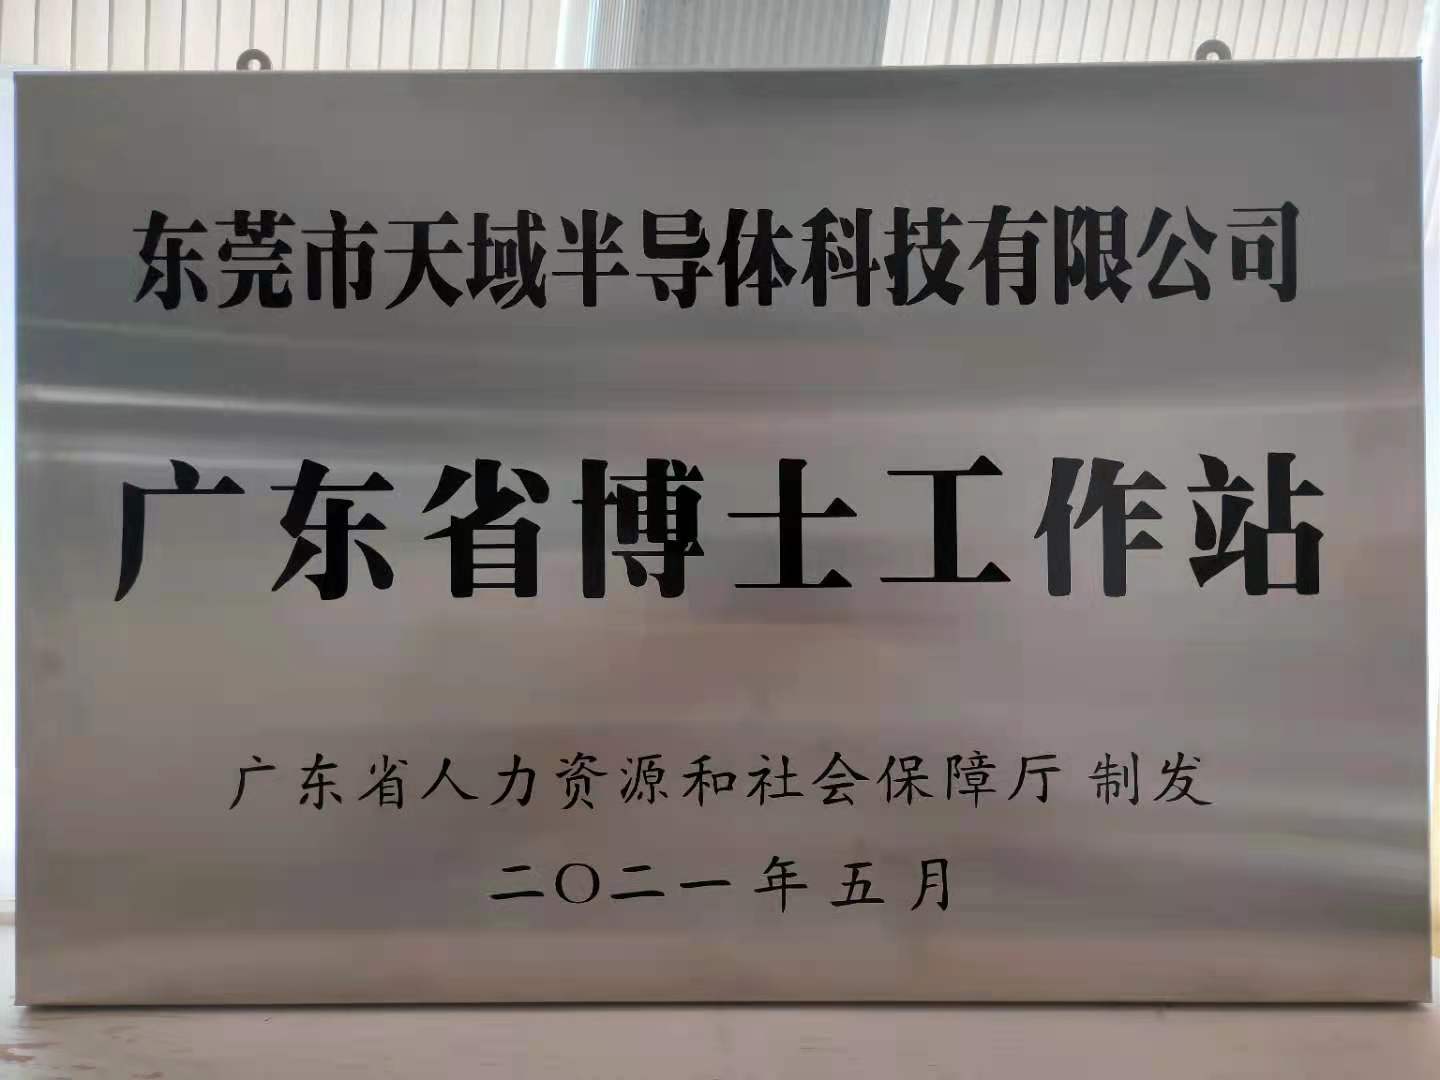 东莞市天域半导体科技有限公司
广东省博士工作站
广东省人力资源和社会保障厅 制发
二〇二一年五月